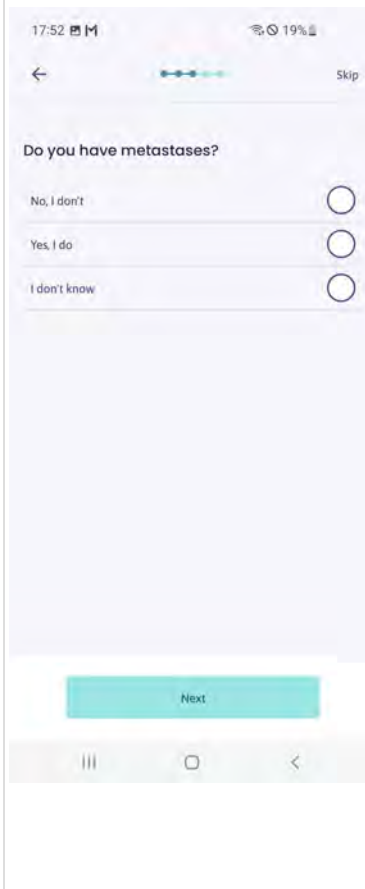 17:52 M 19%
Skip
Do you have metastases?
No, I don't
Yes, I do
I don't know
Next